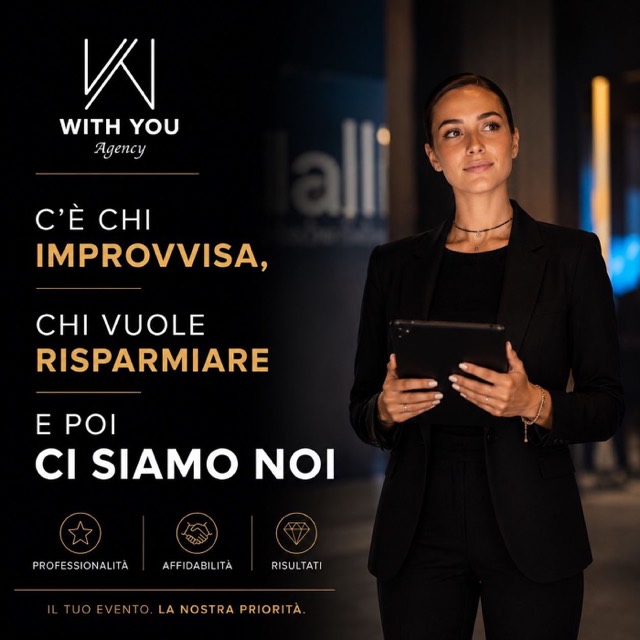 WITH YOU
Agency
C'È CHI
IMPROVVISA,
CHI VUOLE
RISPARMIARE
E POI
CI SIAMO NOI
PROFESSIONALITÀ
AFFIDABILITÀ
RISULTATI
IL TUO EVENTO. LA NOSTRA PRIORITÀ.